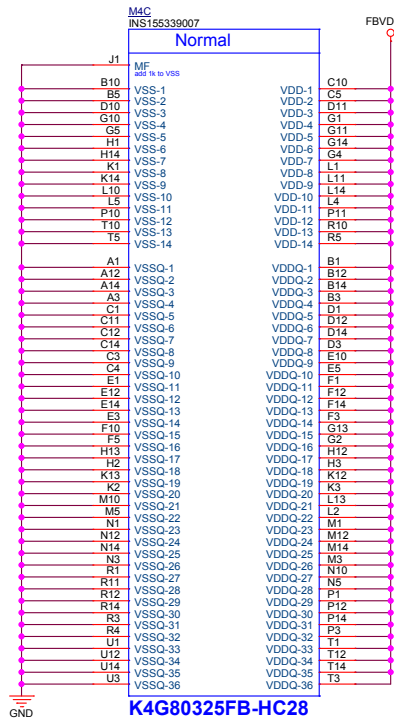 M4C
INS155339007
FBVD
Normal
J1 MF
add 1k to VSS
B10 VSS-1 VDD-1 C10
B5 VSS-2 VDD-2 C5
D10 VSS-3 VDD-3 D11
G10 VSS-4 VDD-4 G1
G5 VSS-5 VDD-5 G11
H1 VSS-6 VDD-6 G14
H14 VSS-7 VDD-7 G4
K1 VSS-8 VDD-8 L1
K14 VSS-9 VDD-9 L11
L10 VSS-10 VDD-10 L14
L5 VSS-11 VDD-11 L4
P10 VSS-12 VDD-12 P11
T10 VSS-13 VDD-13 R10
T5 VSS-14 VDD-14 R5
A1 VSSQ-1 VDDQ-1 B1
A12 VSSQ-2 VDDQ-2 B12
A14 VSSQ-3 VDDQ-3 B14
A3 VSSQ-4 VDDQ-4 B3
C1 VSSQ-5 VDDQ-5 D1
C11 VSSQ-6 VDDQ-6 D12
C12 VSSQ-7 VDDQ-7 D14
C14 VSSQ-8 VDDQ-8 D3
C3 VSSQ-9 VDDQ-9 E10
C4 VSSQ-10 VDDQ-10 E5
E1 VSSQ-11 VDDQ-11 F1
E12 VSSQ-12 VDDQ-12 F12
E14 VSSQ-13 VDDQ-13 F14
E3 VSSQ-14 VDDQ-14 F3
F10 VSSQ-15 VDDQ-15 G13
F5 VSSQ-16 VDDQ-16 G2
H13 VSSQ-17 VDDQ-17 H12
H2 VSSQ-18 VDDQ-18 H3
K13 VSSQ-19 VDDQ-19 K12
K2 VSSQ-20 VDDQ-20 K3
M10 VSSQ-21 VDDQ-21 L13
M5 VSSQ-22 VDDQ-22 L2
N1 VSSQ-23 VDDQ-23 M1
N12 VSSQ-24 VDDQ-24 M12
N14 VSSQ-25 VDDQ-25 M14
N3 VSSQ-26 VDDQ-26 M3
R1 VSSQ-27 VDDQ-27 N10
R11 VSSQ-28 VDDQ-28 N5
R12 VSSQ-29 VDDQ-29 P1
R14 VSSQ-30 VDDQ-30 P12
R3 VSSQ-31 VDDQ-31 P14
R4 VSSQ-32 VDDQ-32 P3
U1 VSSQ-33 VDDQ-33 T1
U12 VSSQ-34 VDDQ-34 T12
U14 VSSQ-35 VDDQ-35 T14
U3 VSSQ-36 VDDQ-36 T3
GND
K4G80325FB-HC28